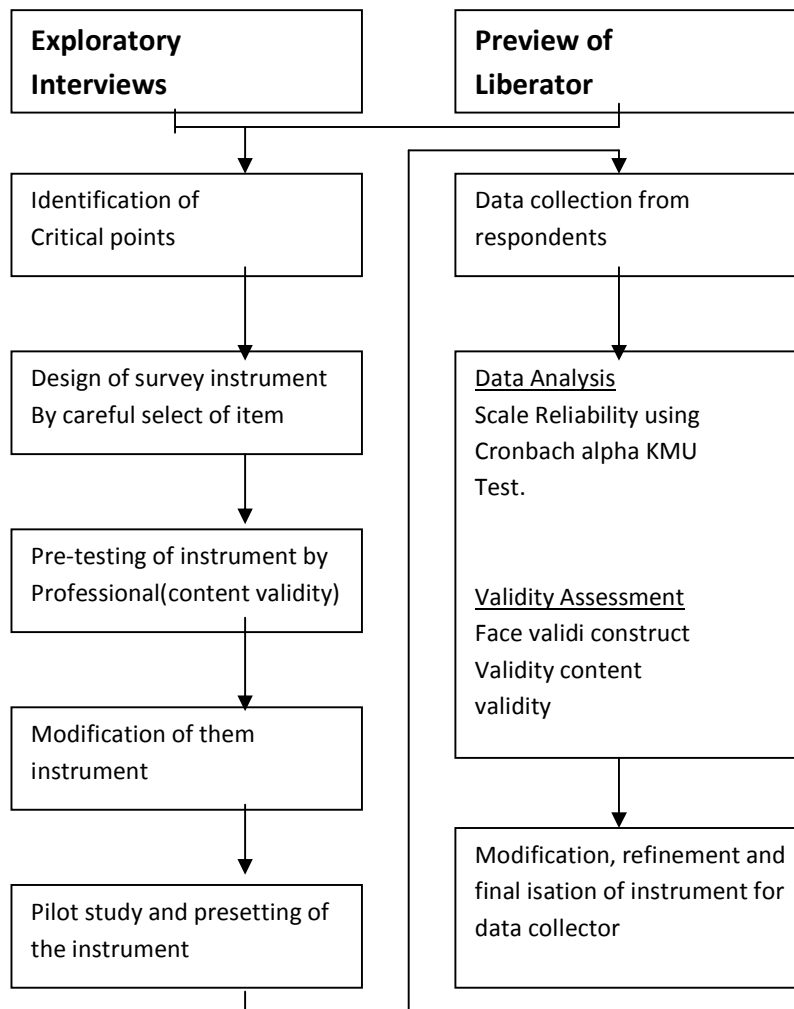 Exploratory
Interviews
Preview of
Liberator
Identification of
Critical points
Design of survey instrument
By careful select of item
Pre-testing of instrument by
Professional(content validity)
Modification of them
instrument
Pilot study and presetting of
the instrument
Data collection from
respondents
Data Analysis
Scale Reliability using
Cronbach alpha KMU
Test.
Validity Assessment
Face validi construct
Validity content
validity
Modification, refinement and
final isation of instrument for
data collector